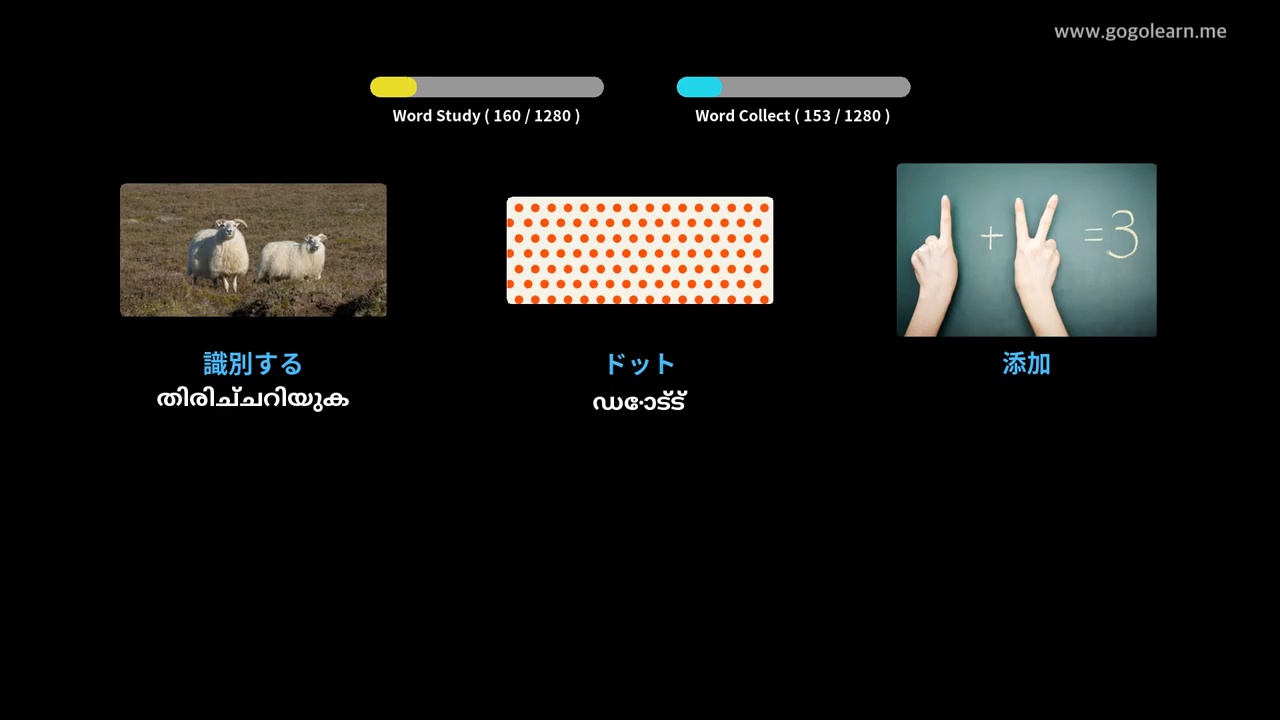 www.gogolearn.me
Word Study ( 160 / 1280 )
Word Collect ( 153 / 1280 )
+ =3
識別する
ドット
添加
തിരിച്ചറിയുക
ഡോട്ട്